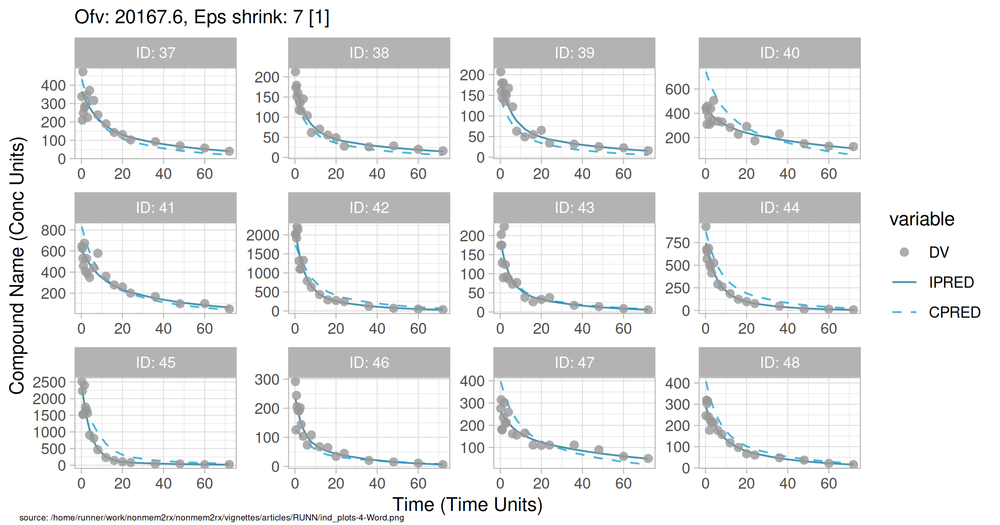 Ofv: 20167.6, Eps shrink: 7 [1]
ID: 37 ID: 38 ID: 39 ID: 40
400 300 200 100 0
200 150 100 50 0
200 150 100 50 0
600 400 200
0 20 40 60 0 20 40 60 0 20 40 60 0 20 40 60
ID: 41 ID: 42 ID: 43 ID: 44
800 600 400 200
2000 1500 1000 500 0
200 150 100 50 0
750 500 250 0
0 20 40 60 0 20 40 60 0 20 40 60 0 20 40 60
ID: 45 ID: 46 ID: 47 ID: 48
2500 2000 1500 1000 500 0
300 200 100 0
400 300 200 100
400 300 200 100 0
0 20 40 60 0 20 40 60 0 20 40 60 0 20 40 60
Compound Name (Conc Units)
Time (Time Units)
variable
DV
IPRED
CPRED
source: /home/runner/work/nonmem2rx/nonmem2rx/vignettes/articles/RUNN/ind_plots-4-Word.png